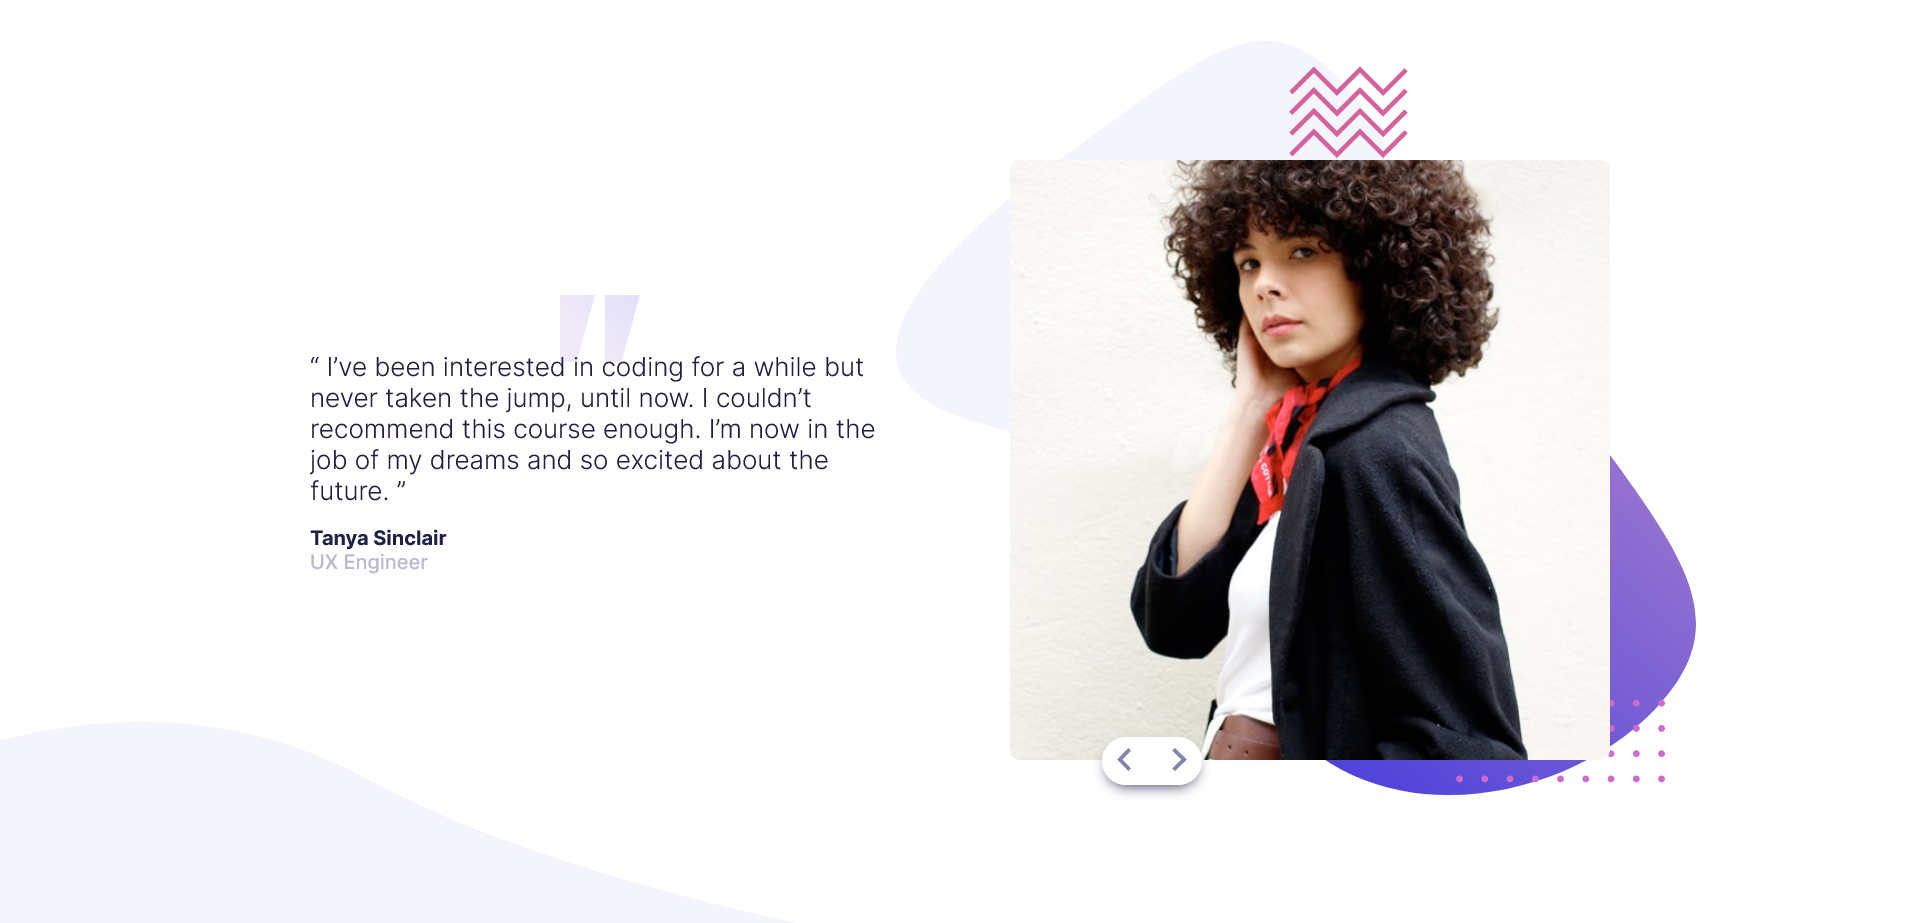 “ I’ve been interested in coding for a while but
never taken the jump, until now. I couldn’t
recommend this course enough. I’m now in the
job of my dreams and so excited about the
future. ”
Tanya Sinclair
UX Engineer